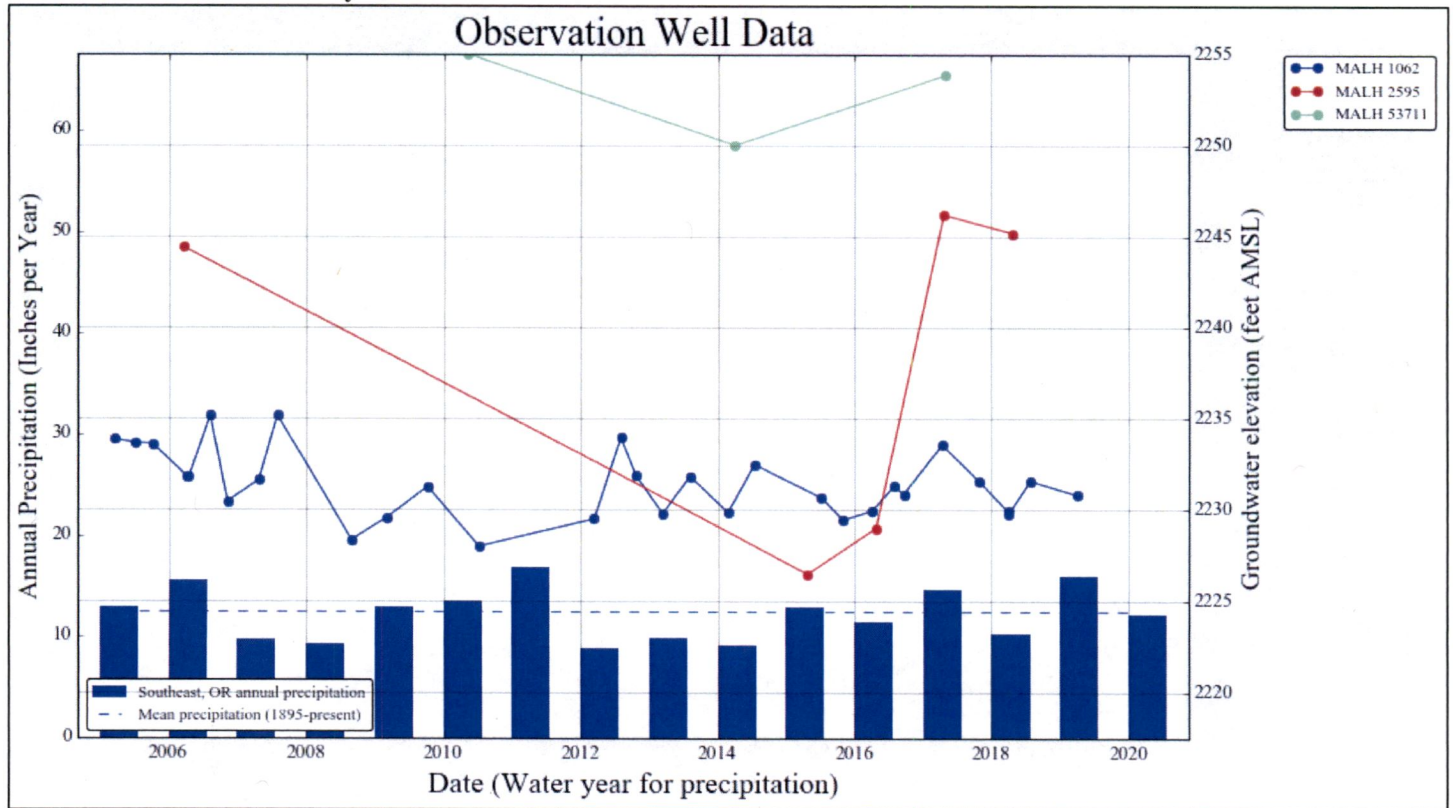 Observation Well Data
MALH 1062
MALH 2595
MALH 53711
Annual Precipitation (Inches per Year)
60
50
40
30
20
10
0
2255
2250
2245
2240
2235
2230
2225
2220
Groundwater elevation (feet AMSL)
Southeast, OR annual precipitation
Mean precipitation (1895-present)
2006 2008 2010 2012 2014 2016 2018 2020
Date (Water year for precipitation)